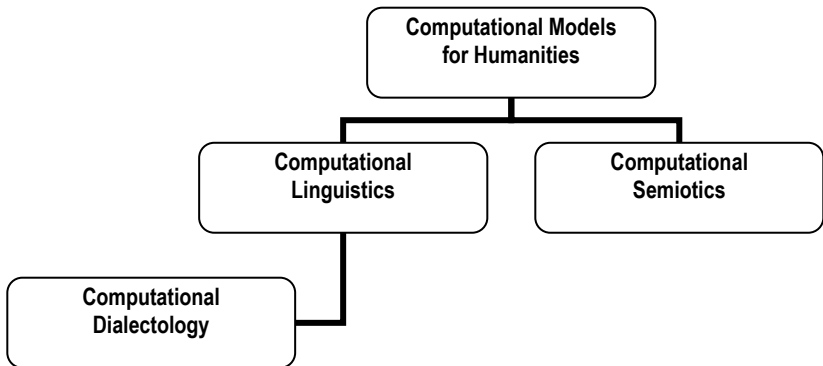 Computational Models
for Humanities
Computational
Linguistics
Computational
Semiotics
Computational
Dialectology